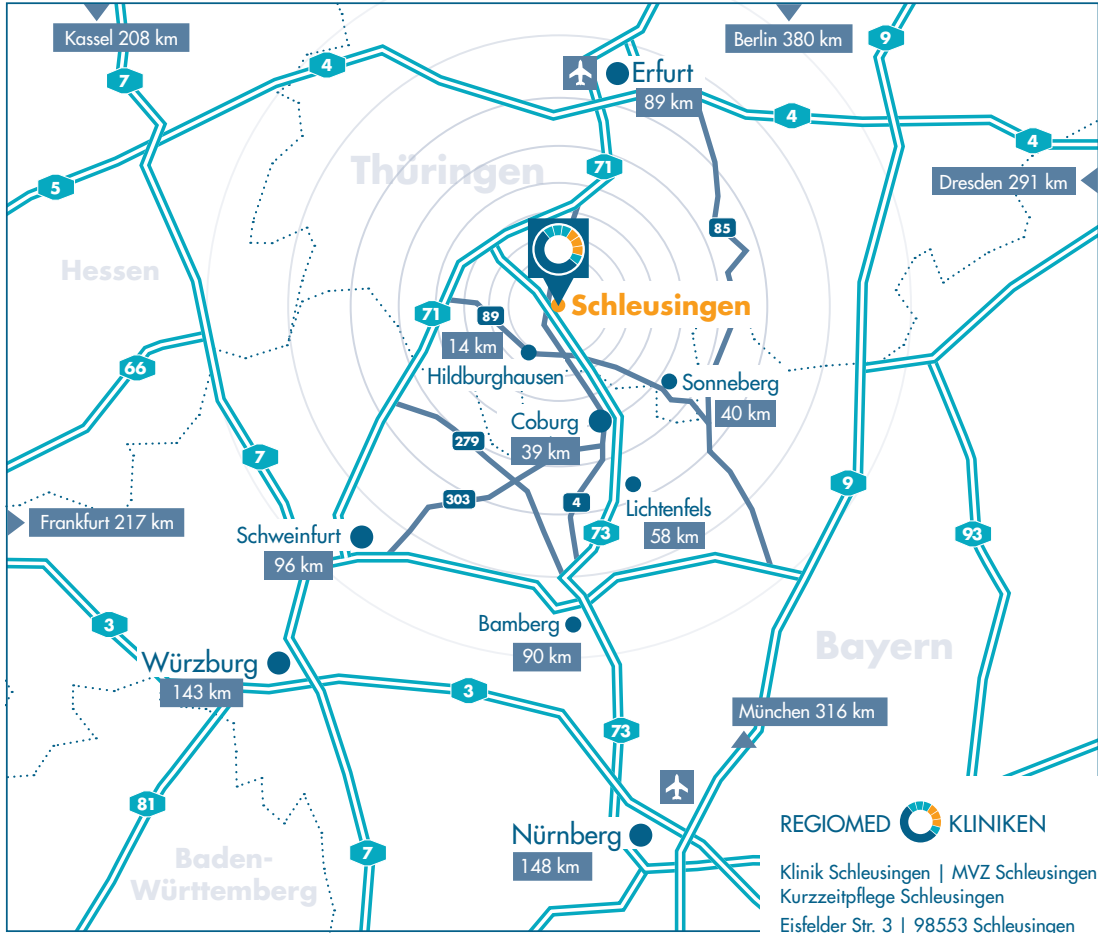 Kassel 208 km
Berlin 380 km
9
7
4
Erfurt
89 km
4
4
5
Thüringen
71
Dresden 291 km
85
Hessen
Schleusingen
71
89
14 km
Hildburghausen
66
Sonneberg
40 km
Coburg
39 km
279
7
9
303
4
Lichtenfels
58 km
Frankfurt 217 km
Schweinfurt
96 km
73
93
3
Bamberg
90 km
Bayern
Würzburg
143 km
3
München 316 km
73
81
Nürnberg
148 km
7
Baden-
Württemberg
REGIOMED KLINIKEN
Klinik Schleusingen | MVZ Schleusingen
Kurzzeitpflege Schleusingen
Eisfelder Str. 3 | 98553 Schleusingen